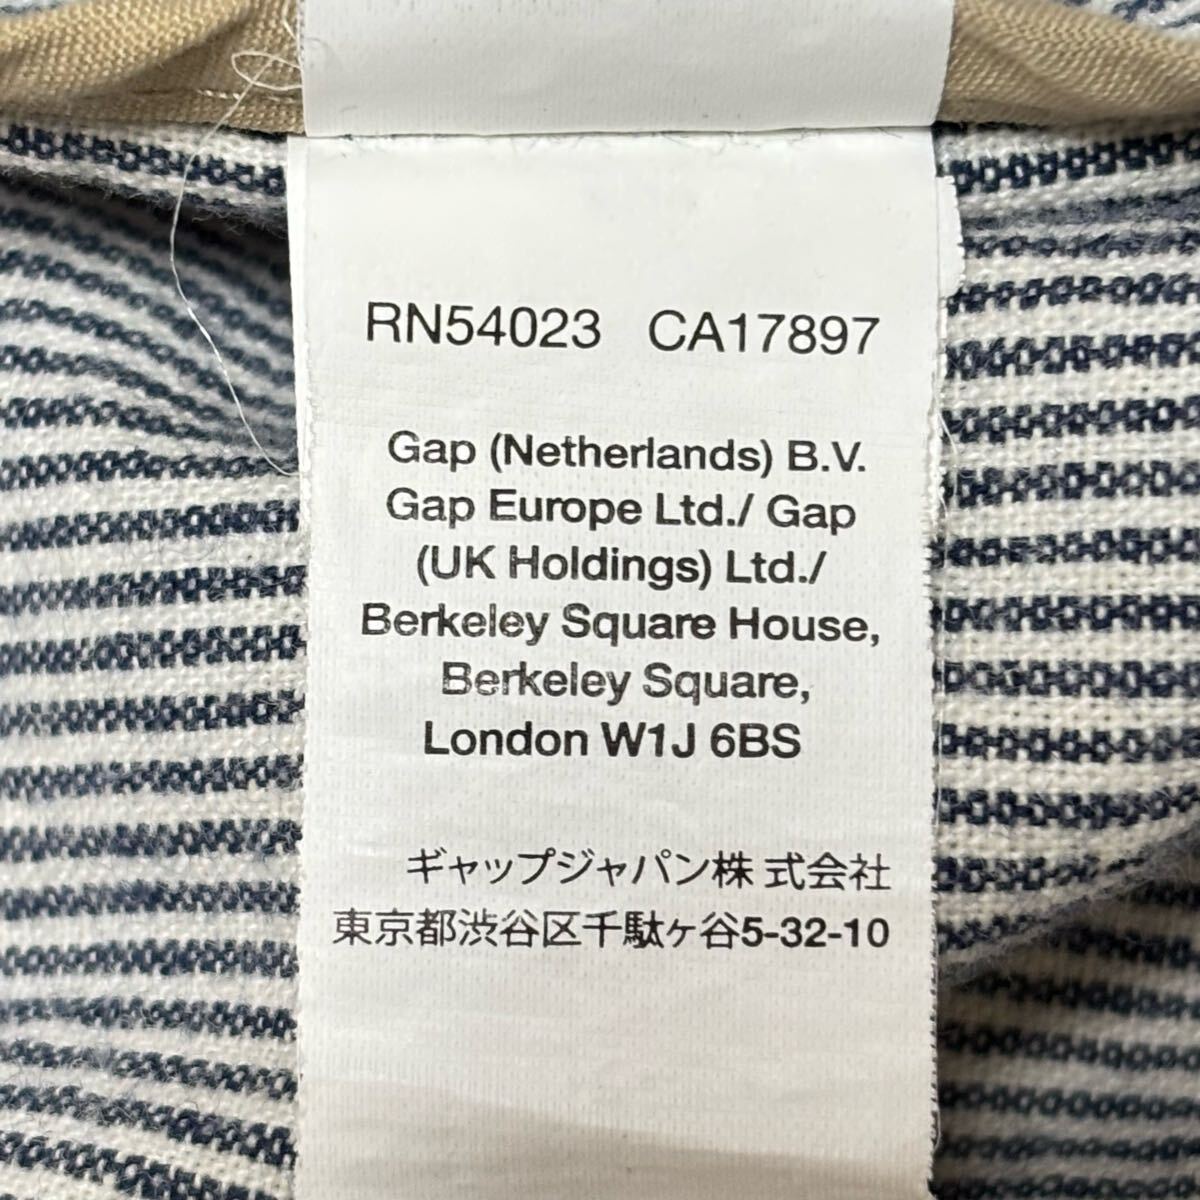 RN54023 CA17897
Gap (Netherlands) B.V.
Gap Europe Ltd./ Gap
(UK Holdings) Ltd./
Berkeley Square House,
Berkeley Square,
London W1J 6BS
ギャップジャパン株 式会社
東京都渋谷区千駄ヶ谷5-32-10